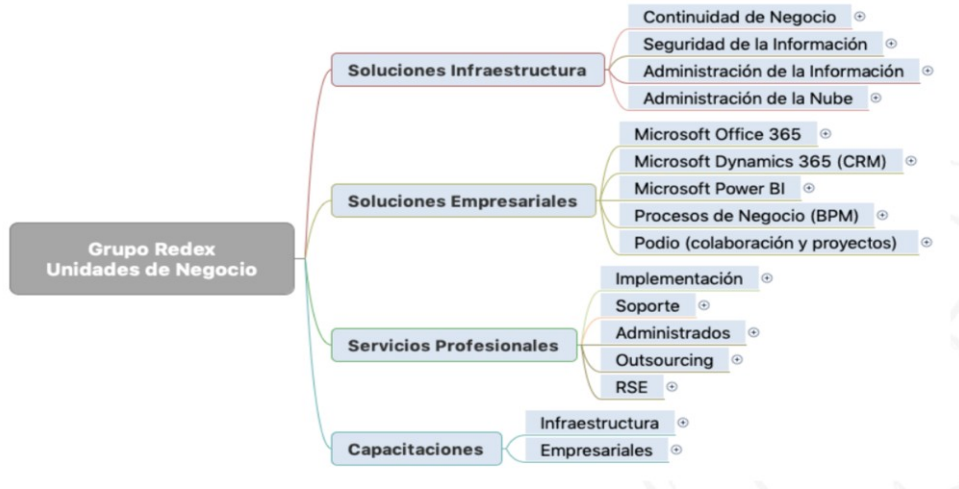 Grupo Redex
Unidades de Negocio
Soluciones Infraestructura
Continuidad de Negocio
Seguridad de la Información
Administración de la Información
Administración de la Nube
Soluciones Empresariales
Microsoft Office 365
Microsoft Dynamics 365 (CRM)
Microsoft Power BI
Procesos de Negocio (BPM)
Podio (colaboración y proyectos)
Servicios Profesionales
Implementación
Soporte
Administrados
Outsourcing
RSE
Capacitaciones
Infraestructura
Empresariales